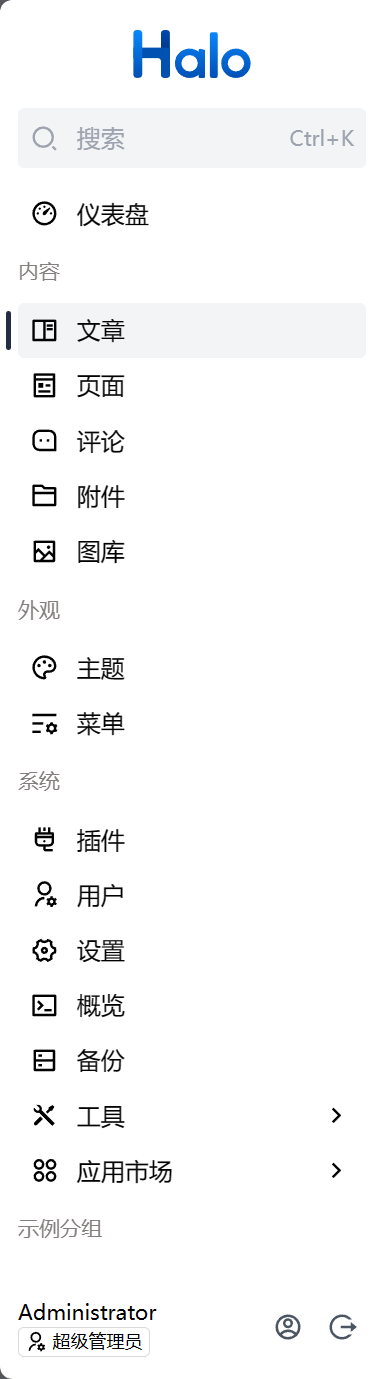 Halo
搜索 Ctrl+K
仪表盘
内容
文章
页面
评论
附件
图库
外观
主题
菜单
系统
插件
用户
设置
概览
备份
工具
应用市场
示例分组
Administrator
超级管理员